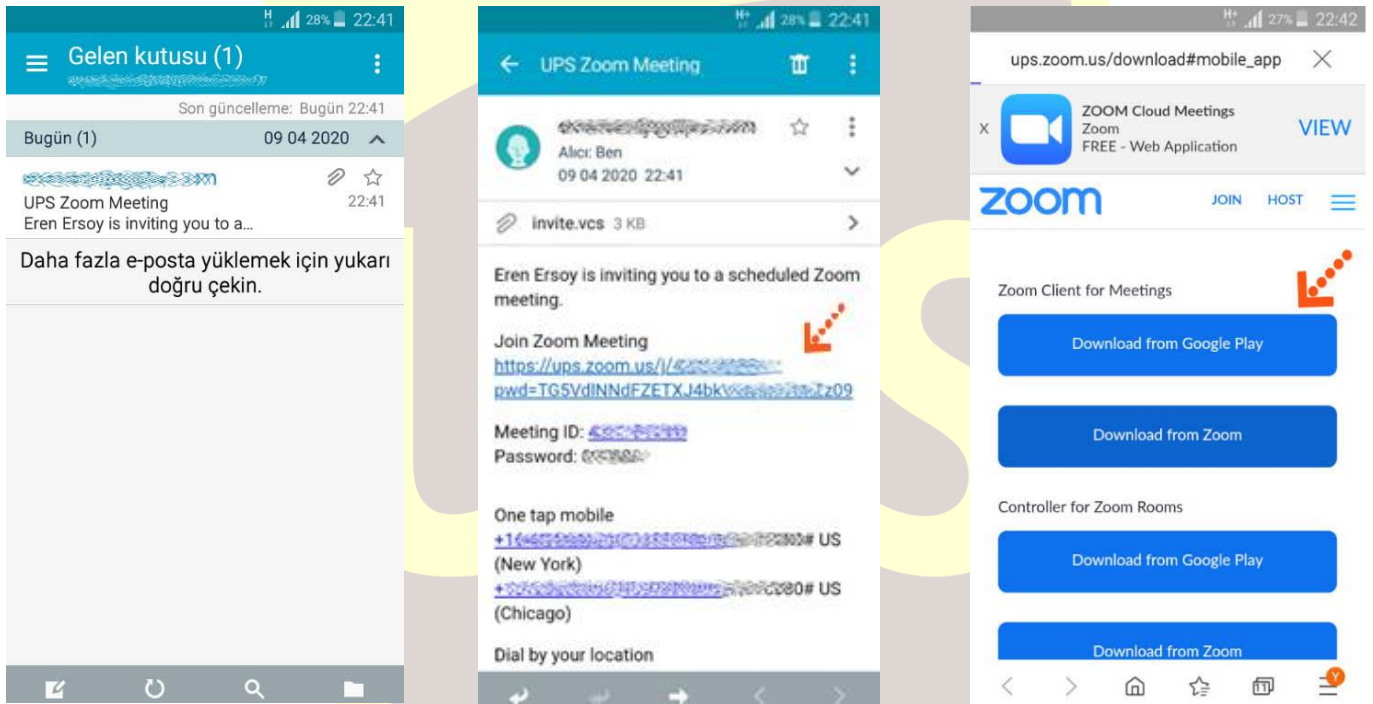 H 28% 22:41
Gelen kutusu (1)
Son güncelleme: Bugün 22:41
Bugün (1) 09 04 2020
UPS Zoom Meeting 22:41
Eren Ersoy is inviting you to a...
Daha fazla e-posta yüklemek için yukarı
doğru çekin.
H+ 28% 22:41
UPS Zoom Meeting
Alıcı: Ben
09 04 2020 22:41
invite.vcs 3 KB
Eren Ersoy is inviting you to a scheduled Zoom
meeting.
Join Zoom Meeting
https://ups.zoom.us/j/
Meeting ID:
Password:
One tap mobile
# US
(New York)
# US
(Chicago)
Dial by your location
H+ 27% 22:42
ups.zoom.us/download#mobile_app
ZOOM Cloud Meetings
X Zoom VIEW
FREE - Web Application
zoom JOIN HOST
Zoom Client for Meetings
Download from Google Play
Download from Zoom
Controller for Zoom Rooms
Download from Google Play
Download from Zoom
11 Y